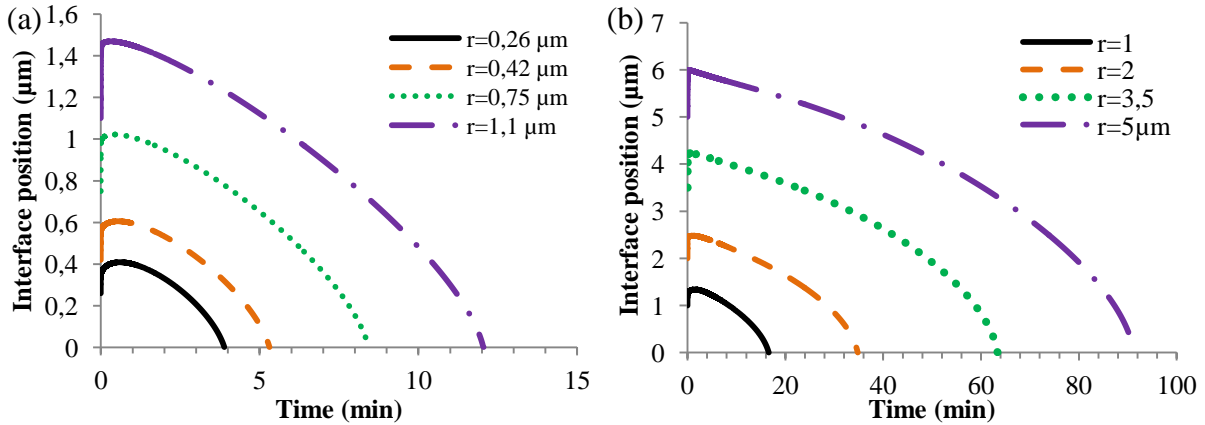 (a)
1,6
1.4
1.2
1
0.8
0.6
0.4
0.2
0
Interface position (µm)
0
5
10
15
Time (min)
r=0,26 µm
r=0,42 µm
r=0,75 µm
r=1,1 µm
(b)
7
6
5
4
3
2
1
0
Interface position (µm)
0
20
40
60
80
100
Time (min)
r=1
r=2
r=3,5
r=5µm